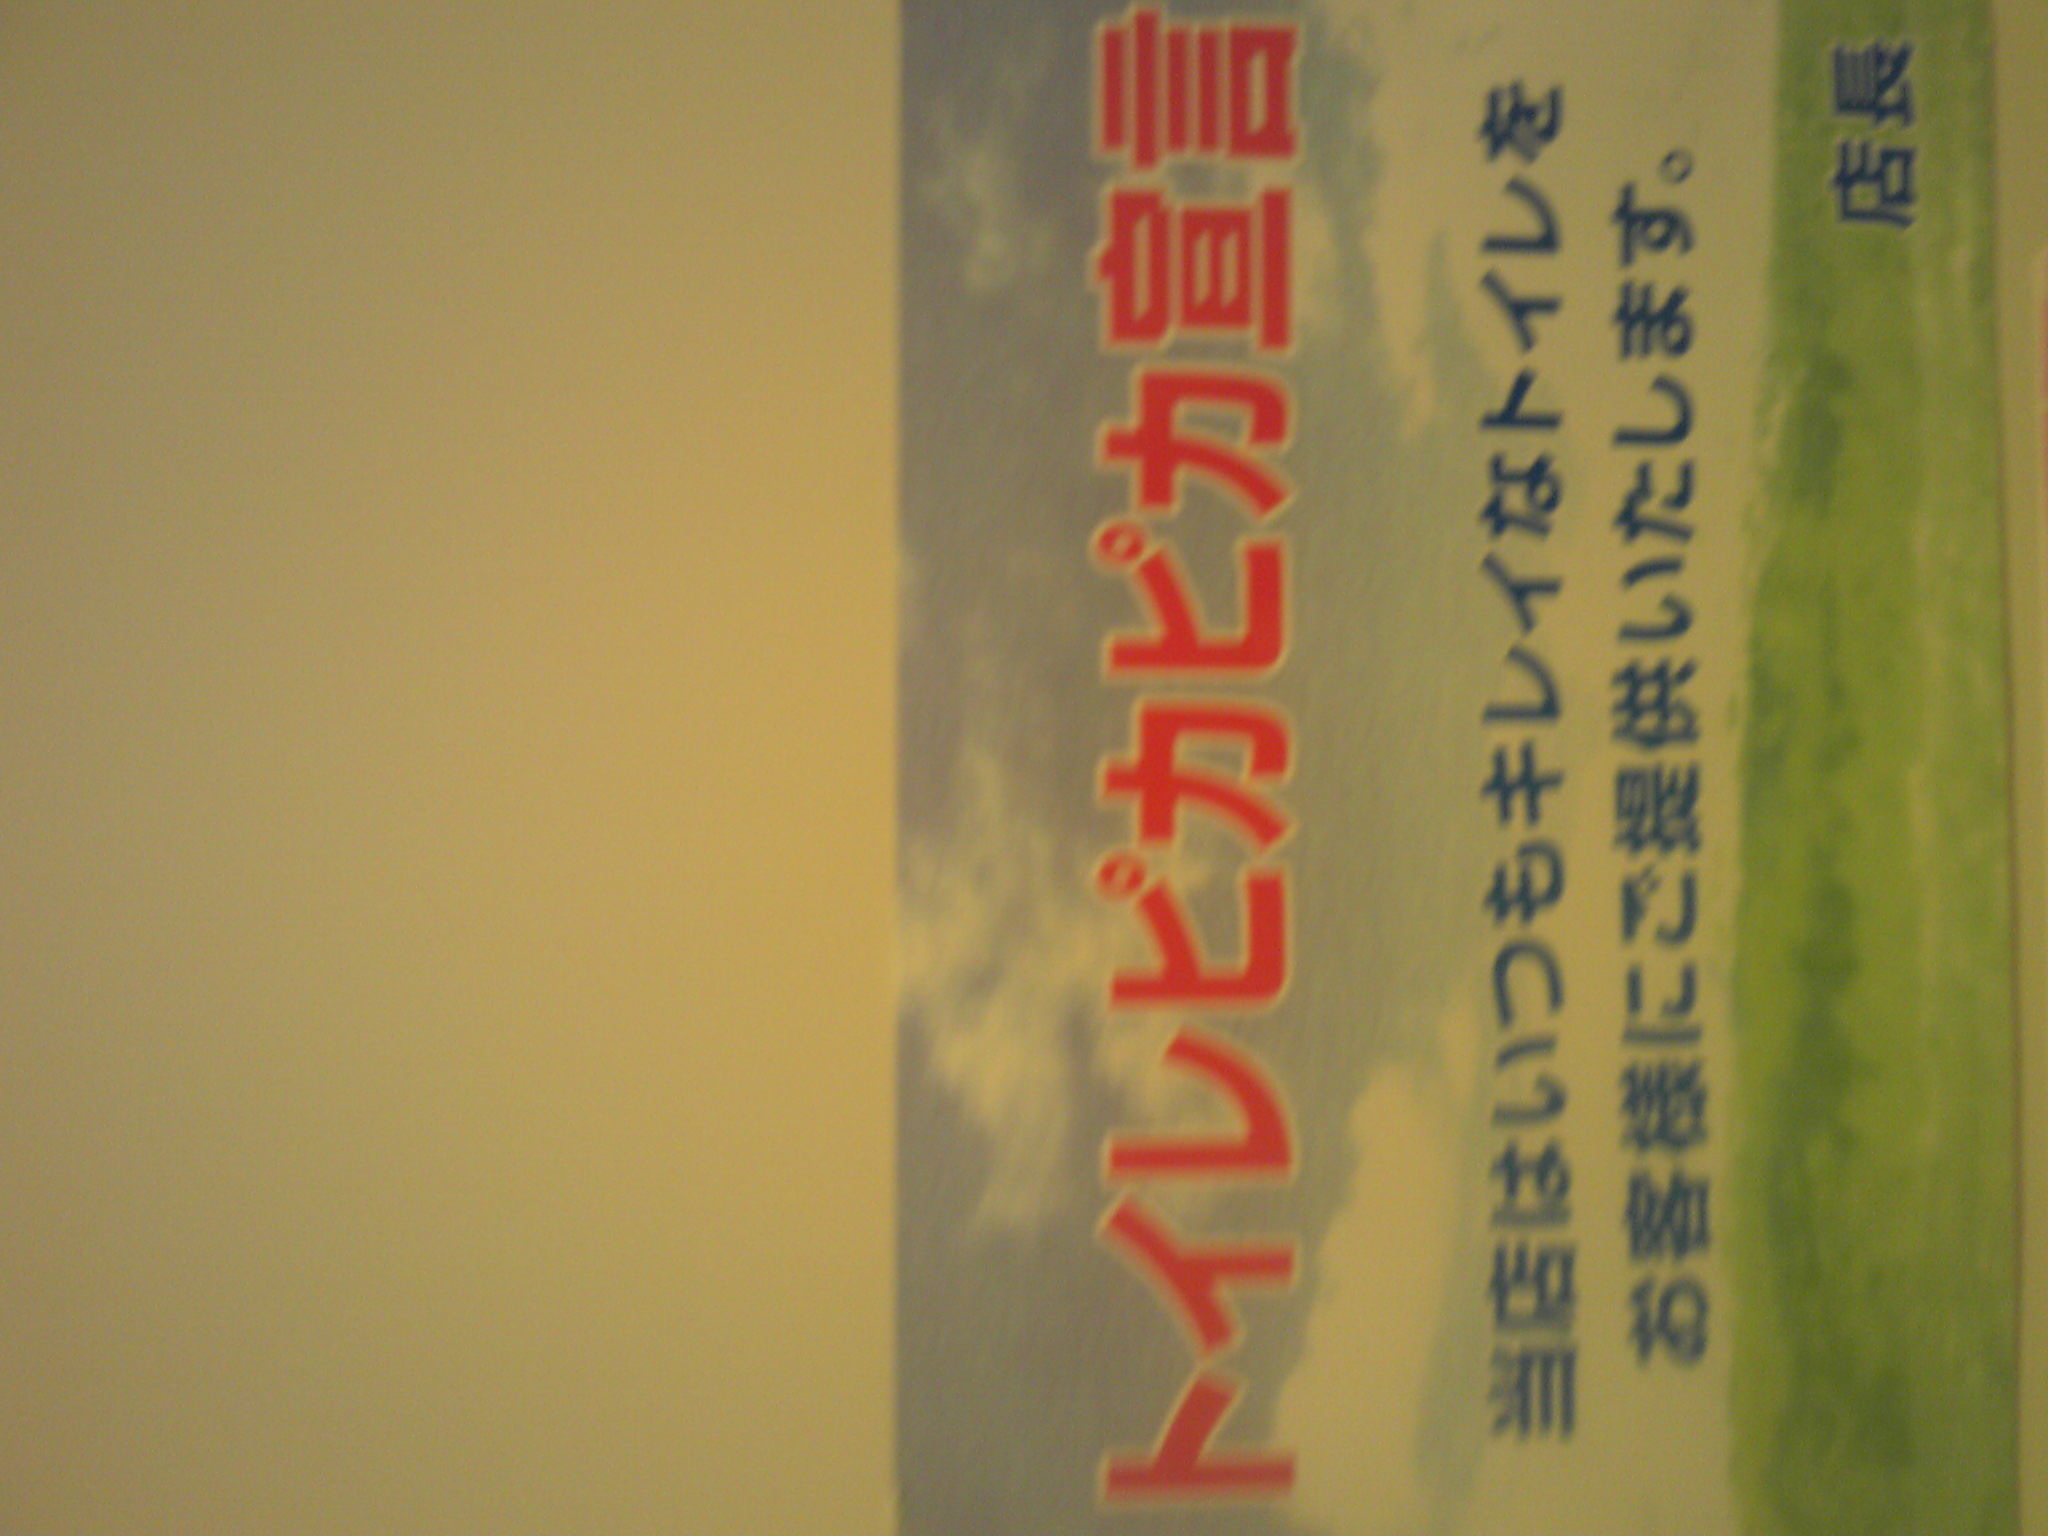 トイレピカピカ宣言
当店はいつもキレイなトイレを
お客様にご提供いたします。
店長